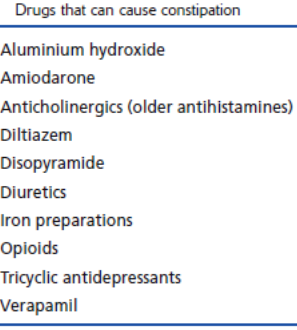 Drugs that can cause constipation
Aluminium hydroxide
Amiodarone
Anticholinergics (older antihistamines)
Diltiazem
Disopyramide
Diuretics
Iron preparations
Opioids
Tricyclic antidepressants
Verapamil